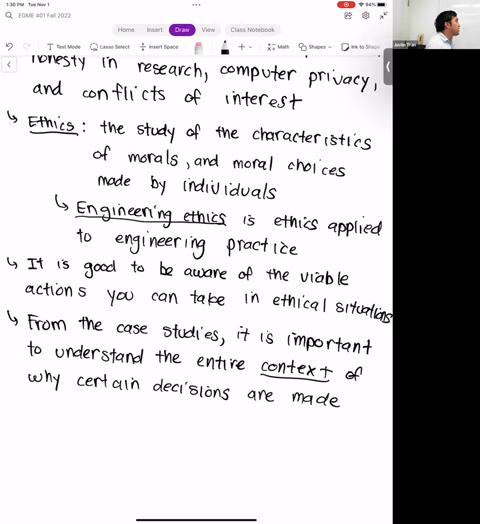 1:30 PM Tue Nov 1
94%
EGME 401 Fall 2022
Home Insert Draw View Class Notebook
Text Mode Lasso Select Insert Space Math Shapes Ink to Shape
honesty in research, computer privacy,
and conflicts of interest
↳ Ethics: the study of the characteristics
of morals, and moral choices
made by individuals
↳ Engineering ethics is ethics applied
to engineering practice
↳ It is good to be aware of the viable
actions you can take in ethical situations
↳ From the case studies, it is important
to understand the entire context of
why certain decisions are made